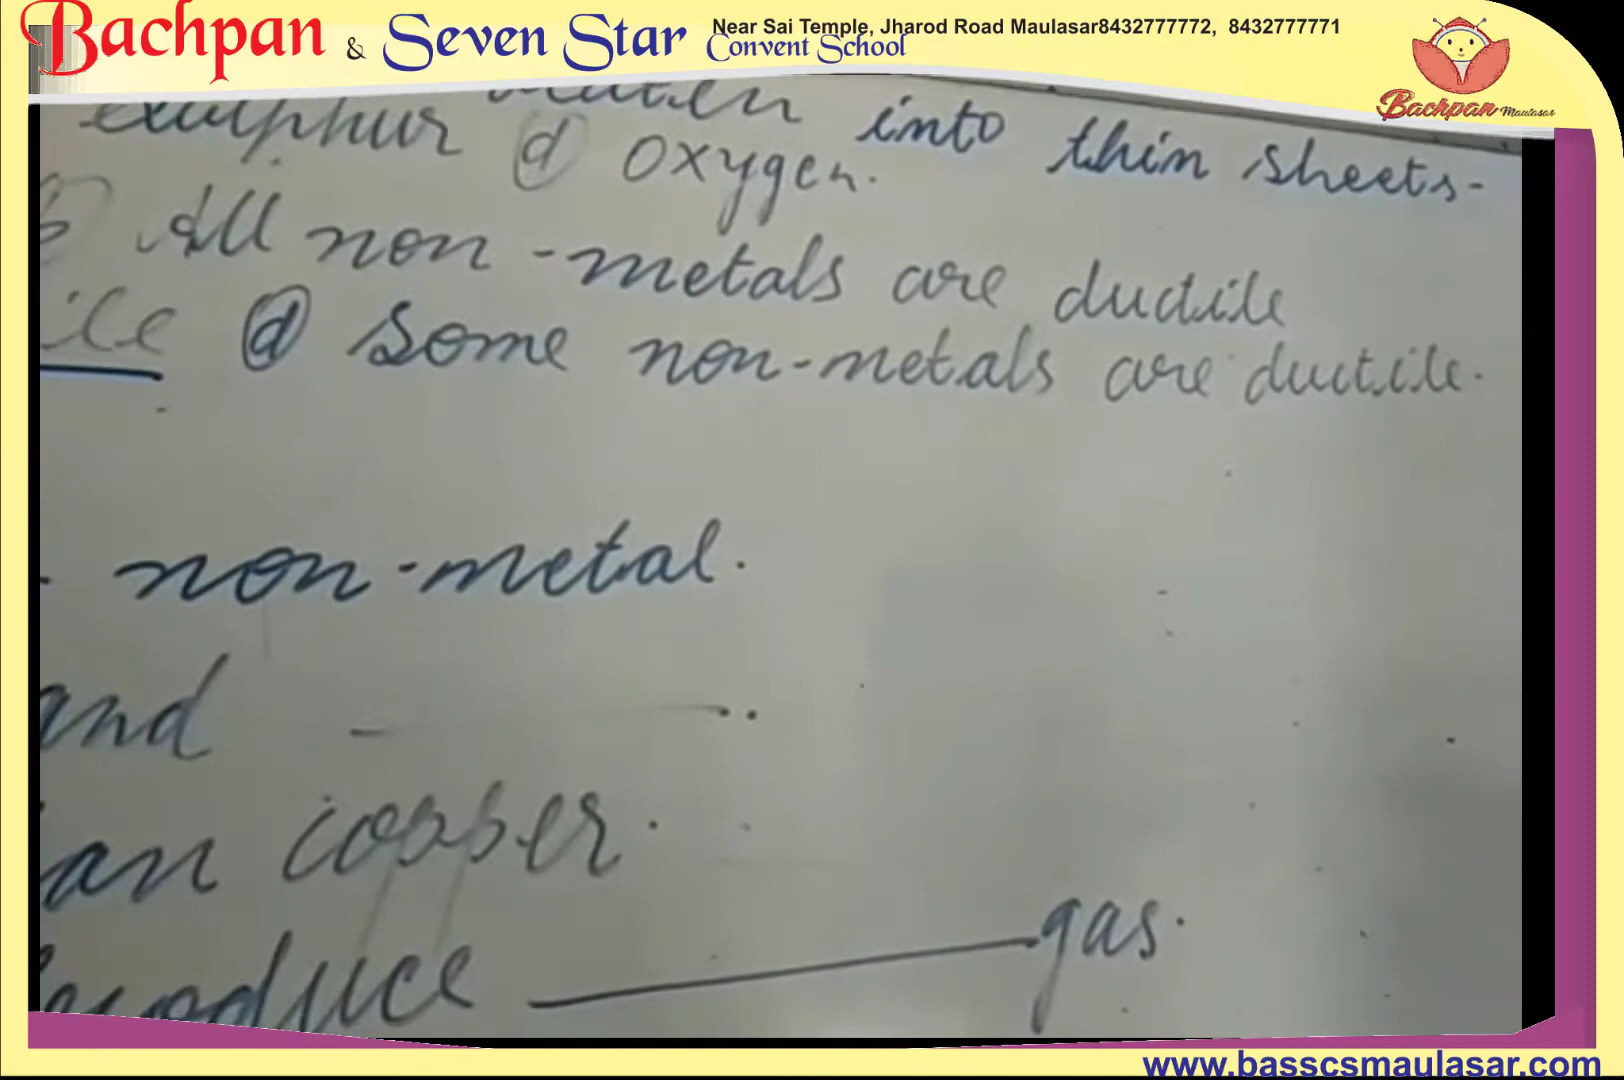 Bachpan & Seven Star Convent School
Near Sai Temple, Jharod Road Maulasar8432777772, 8432777771
Bachpan Maulasar
into thin sheets-
sulphur d Oxygen.
b All non-metals are ductile
ile d Some non-metals are ductile.
- non-metal.
and
an copper.
produce gas.
www.basscsmaulasar.com